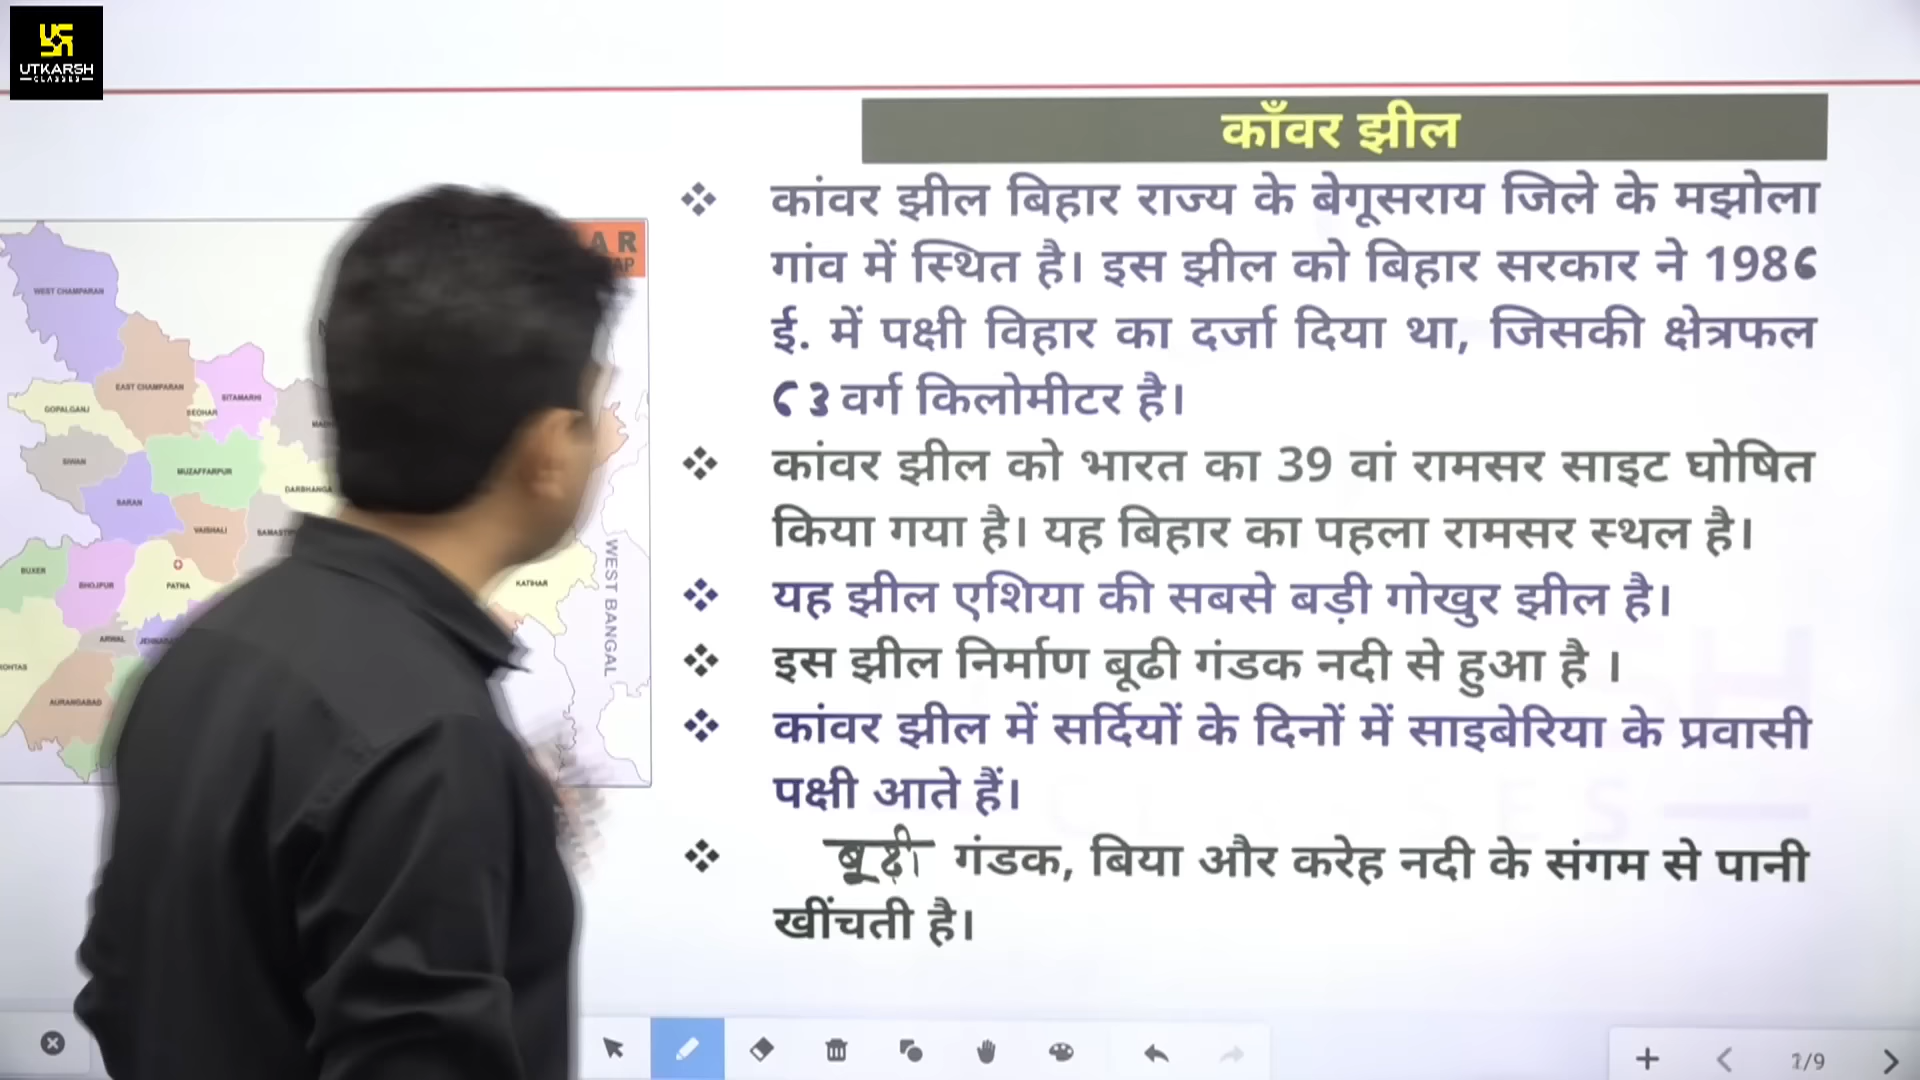 UTKARSH
CLASSES
काँवर झील
❖ कांवर झील बिहार राज्य के बेगूसराय जिले के मझोला
गांव में स्थित है। इस झील को बिहार सरकार ने 1986
ई. में पक्षी विहार का दर्जा दिया था, जिसकी क्षेत्रफल
63 वर्ग किलोमीटर है।
❖ कांवर झील को भारत का 39 वां रामसर साइट घोषित
किया गया है। यह बिहार का पहला रामसर स्थल है।
❖ यह झील एशिया की सबसे बड़ी गोखुर झील है।
❖ इस झील निर्माण बूढी गंडक नदी से हुआ है ।
❖ कांवर झील में सर्दियों के दिनों में साइबेरिया के प्रवासी
पक्षी आते हैं।
❖ बूढ़ी गंडक, बिया और करेह नदी के संगम से पानी
खींचती है।
WEST CHAMPARAN
EAST CHAMPARAN
SITAMARHI
GOPALGANJ
SEOHAR
SIWAN
MUZAFFARPUR
DARBHANGA
SARAN
VAISHALI
BUXER
BHOJPUR
PATNA
KATIHAR
WEST BANGAL
ARWAL
AURANGABAD
1/9